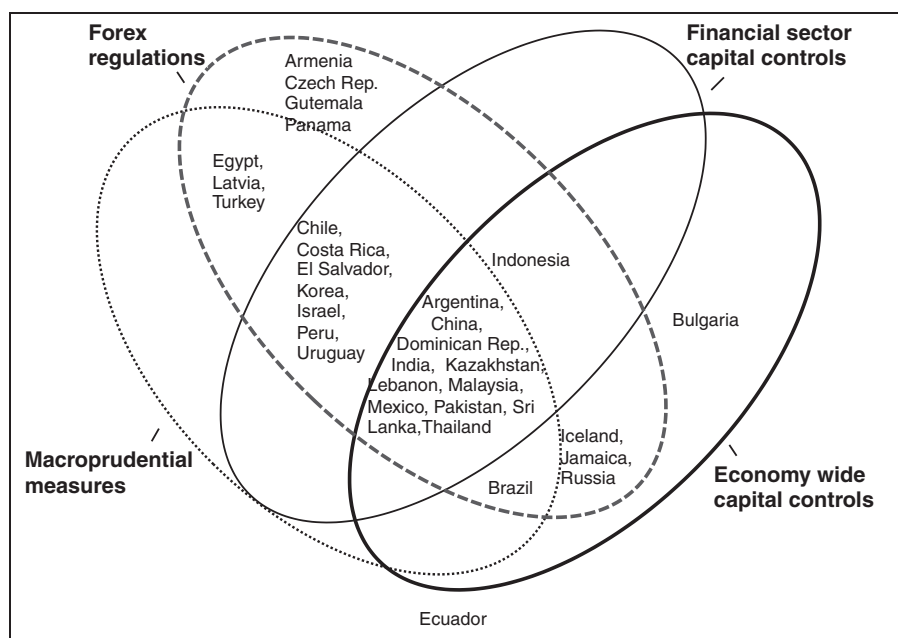 Forex
regulations
Financial sector
capital controls
Armenia
Czech Rep.
Gutemala
Panama
Egypt,
Latvia,
Turkey
Chile,
Costa Rica,
El Salvador,
Korea,
Israel,
Peru,
Uruguay
Indonesia
Argentina,
China,
Dominican Rep.,
India, Kazakhstan,
Lebanon, Malaysia,
Mexico, Pakistan, Sri
Lanka,Thailand
Bulgaria
Iceland,
Jamaica,
Russia
Brazil
Macroprudential
measures
Economy wide
capital controls
Ecuador